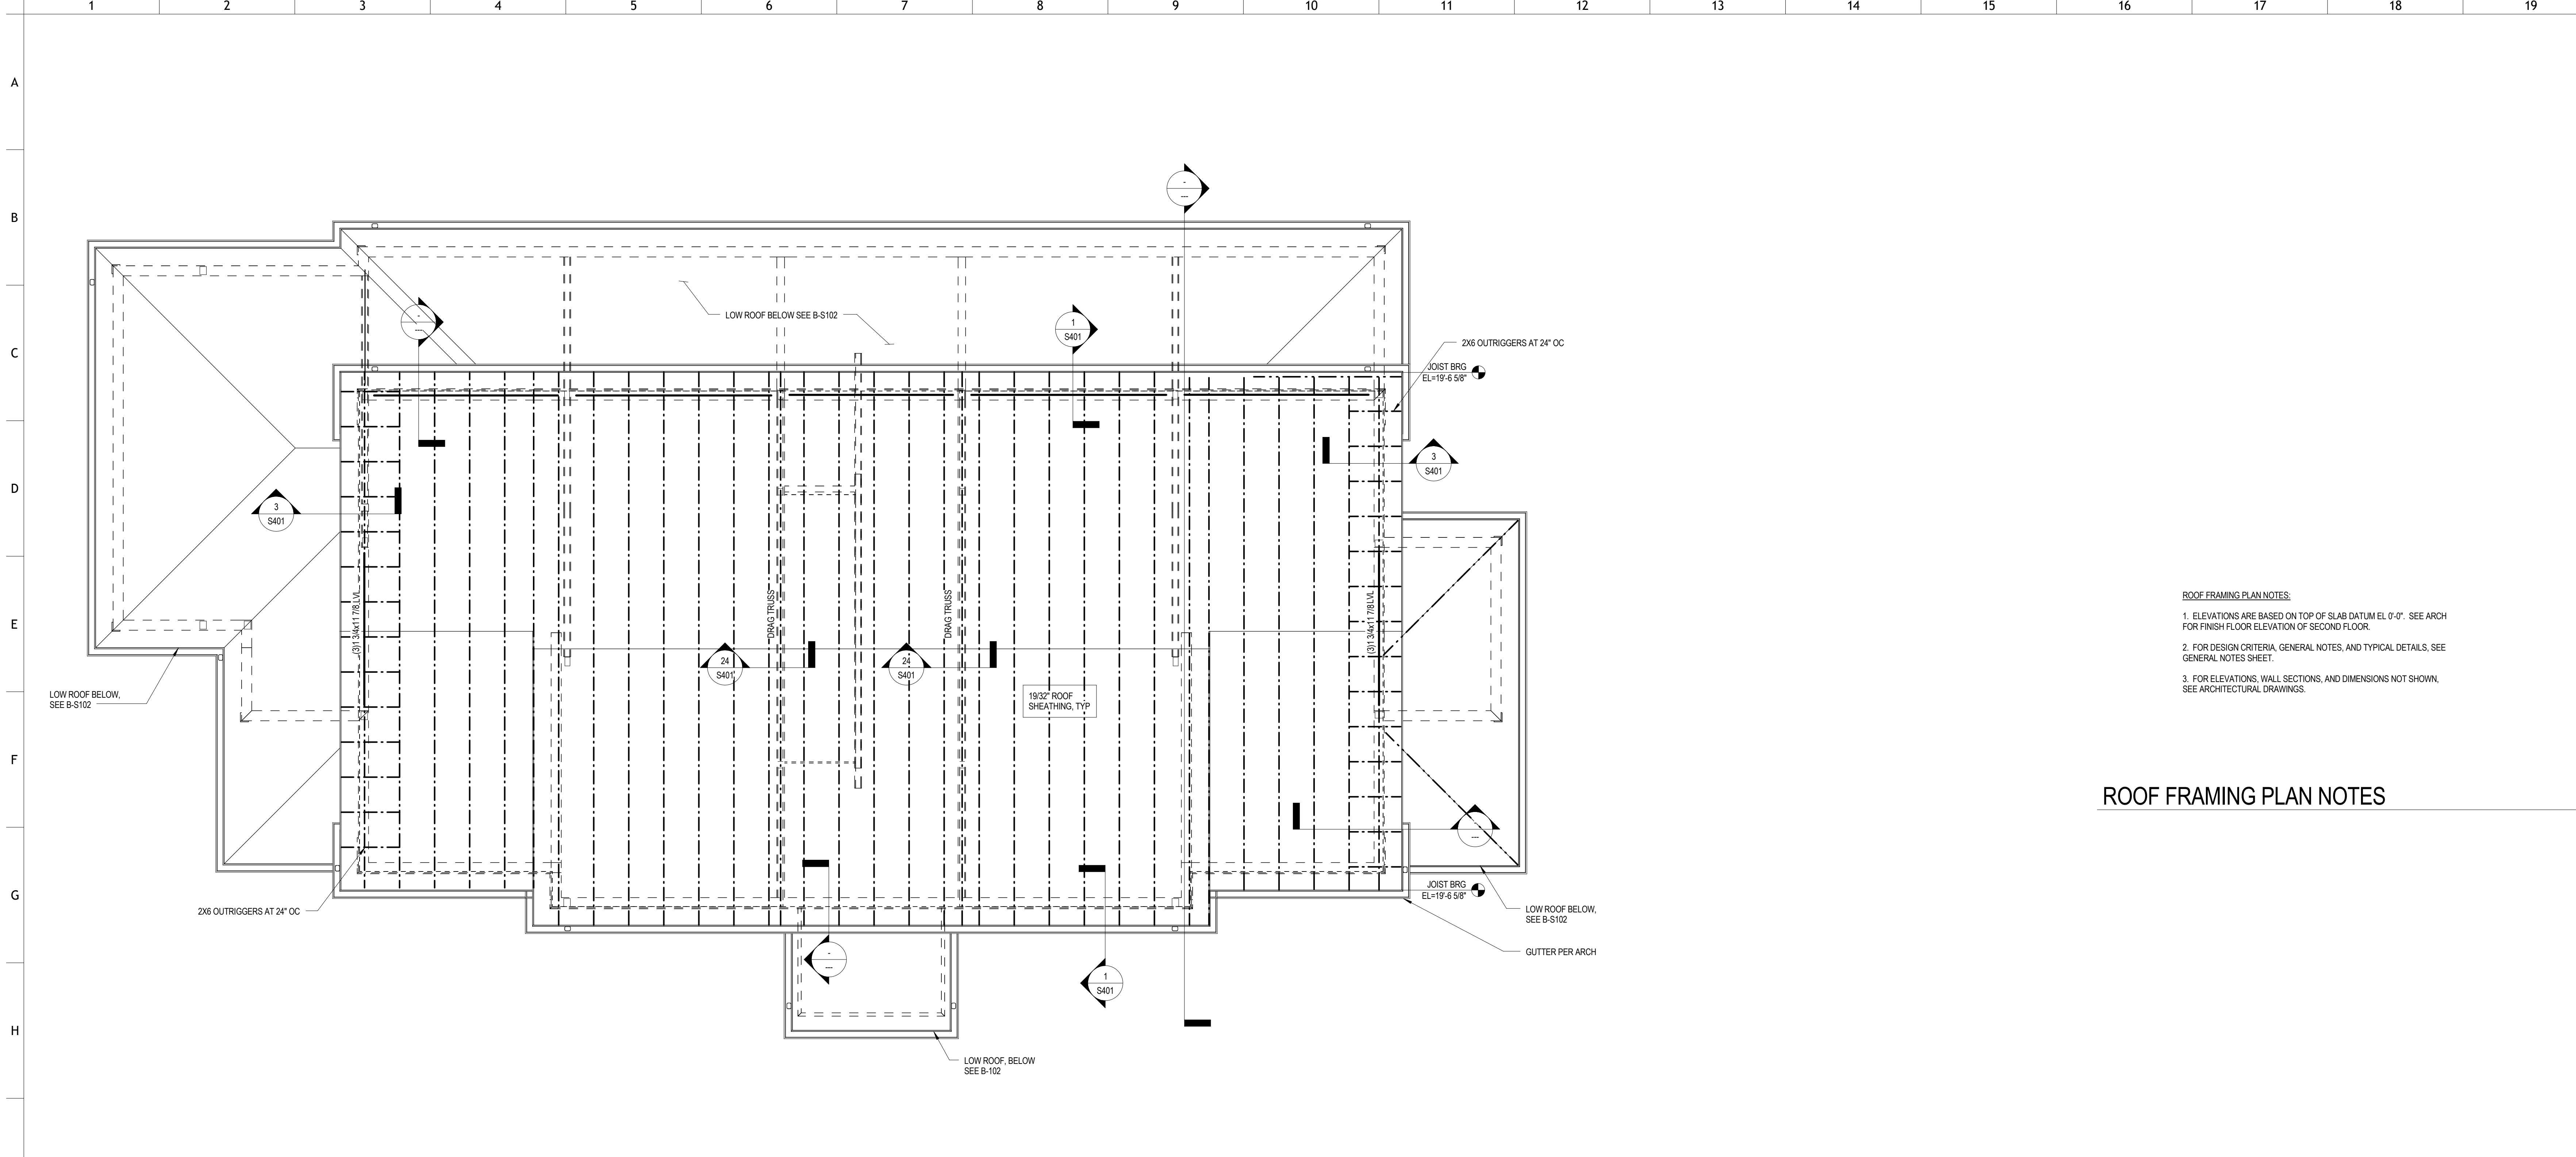 1 2 3 4 5 6 7 8 9 10 11 12 13 14 15 16 17 18 19
A
B
C
D
E
F
G
H
-
---
-
---
LOW ROOF BELOW SEE B-S102
1
S401
2X6 OUTRIGGERS AT 24" OC
JOIST BRG
EL=19'-6 5/8"
3
S401
3
S401
(3)1 3/4x11 7/8 LVL
DRAG TRUSS
DRAG TRUSS
(3)1 3/4x11 7/8 LVL
24
S401
24
S401
19/32" ROOF
SHEATHING, TYP
LOW ROOF BELOW,
SEE B-S102
ROOF FRAMING PLAN NOTES:
1. ELEVATIONS ARE BASED ON TOP OF SLAB DATUM EL 0'-0". SEE ARCH
FOR FINISH FLOOR ELEVATION OF SECOND FLOOR.
2. FOR DESIGN CRITERIA, GENERAL NOTES, AND TYPICAL DETAILS, SEE
GENERAL NOTES SHEET.
3. FOR ELEVATIONS, WALL SECTIONS, AND DIMENSIONS NOT SHOWN,
SEE ARCHITECTURAL DRAWINGS.
ROOF FRAMING PLAN NOTES
-
---
2X6 OUTRIGGERS AT 24" OC
JOIST BRG
EL=19'-6 5/8"
LOW ROOF BELOW,
SEE B-S102
GUTTER PER ARCH
-
---
1
S401
LOW ROOF, BELOW
SEE B-102